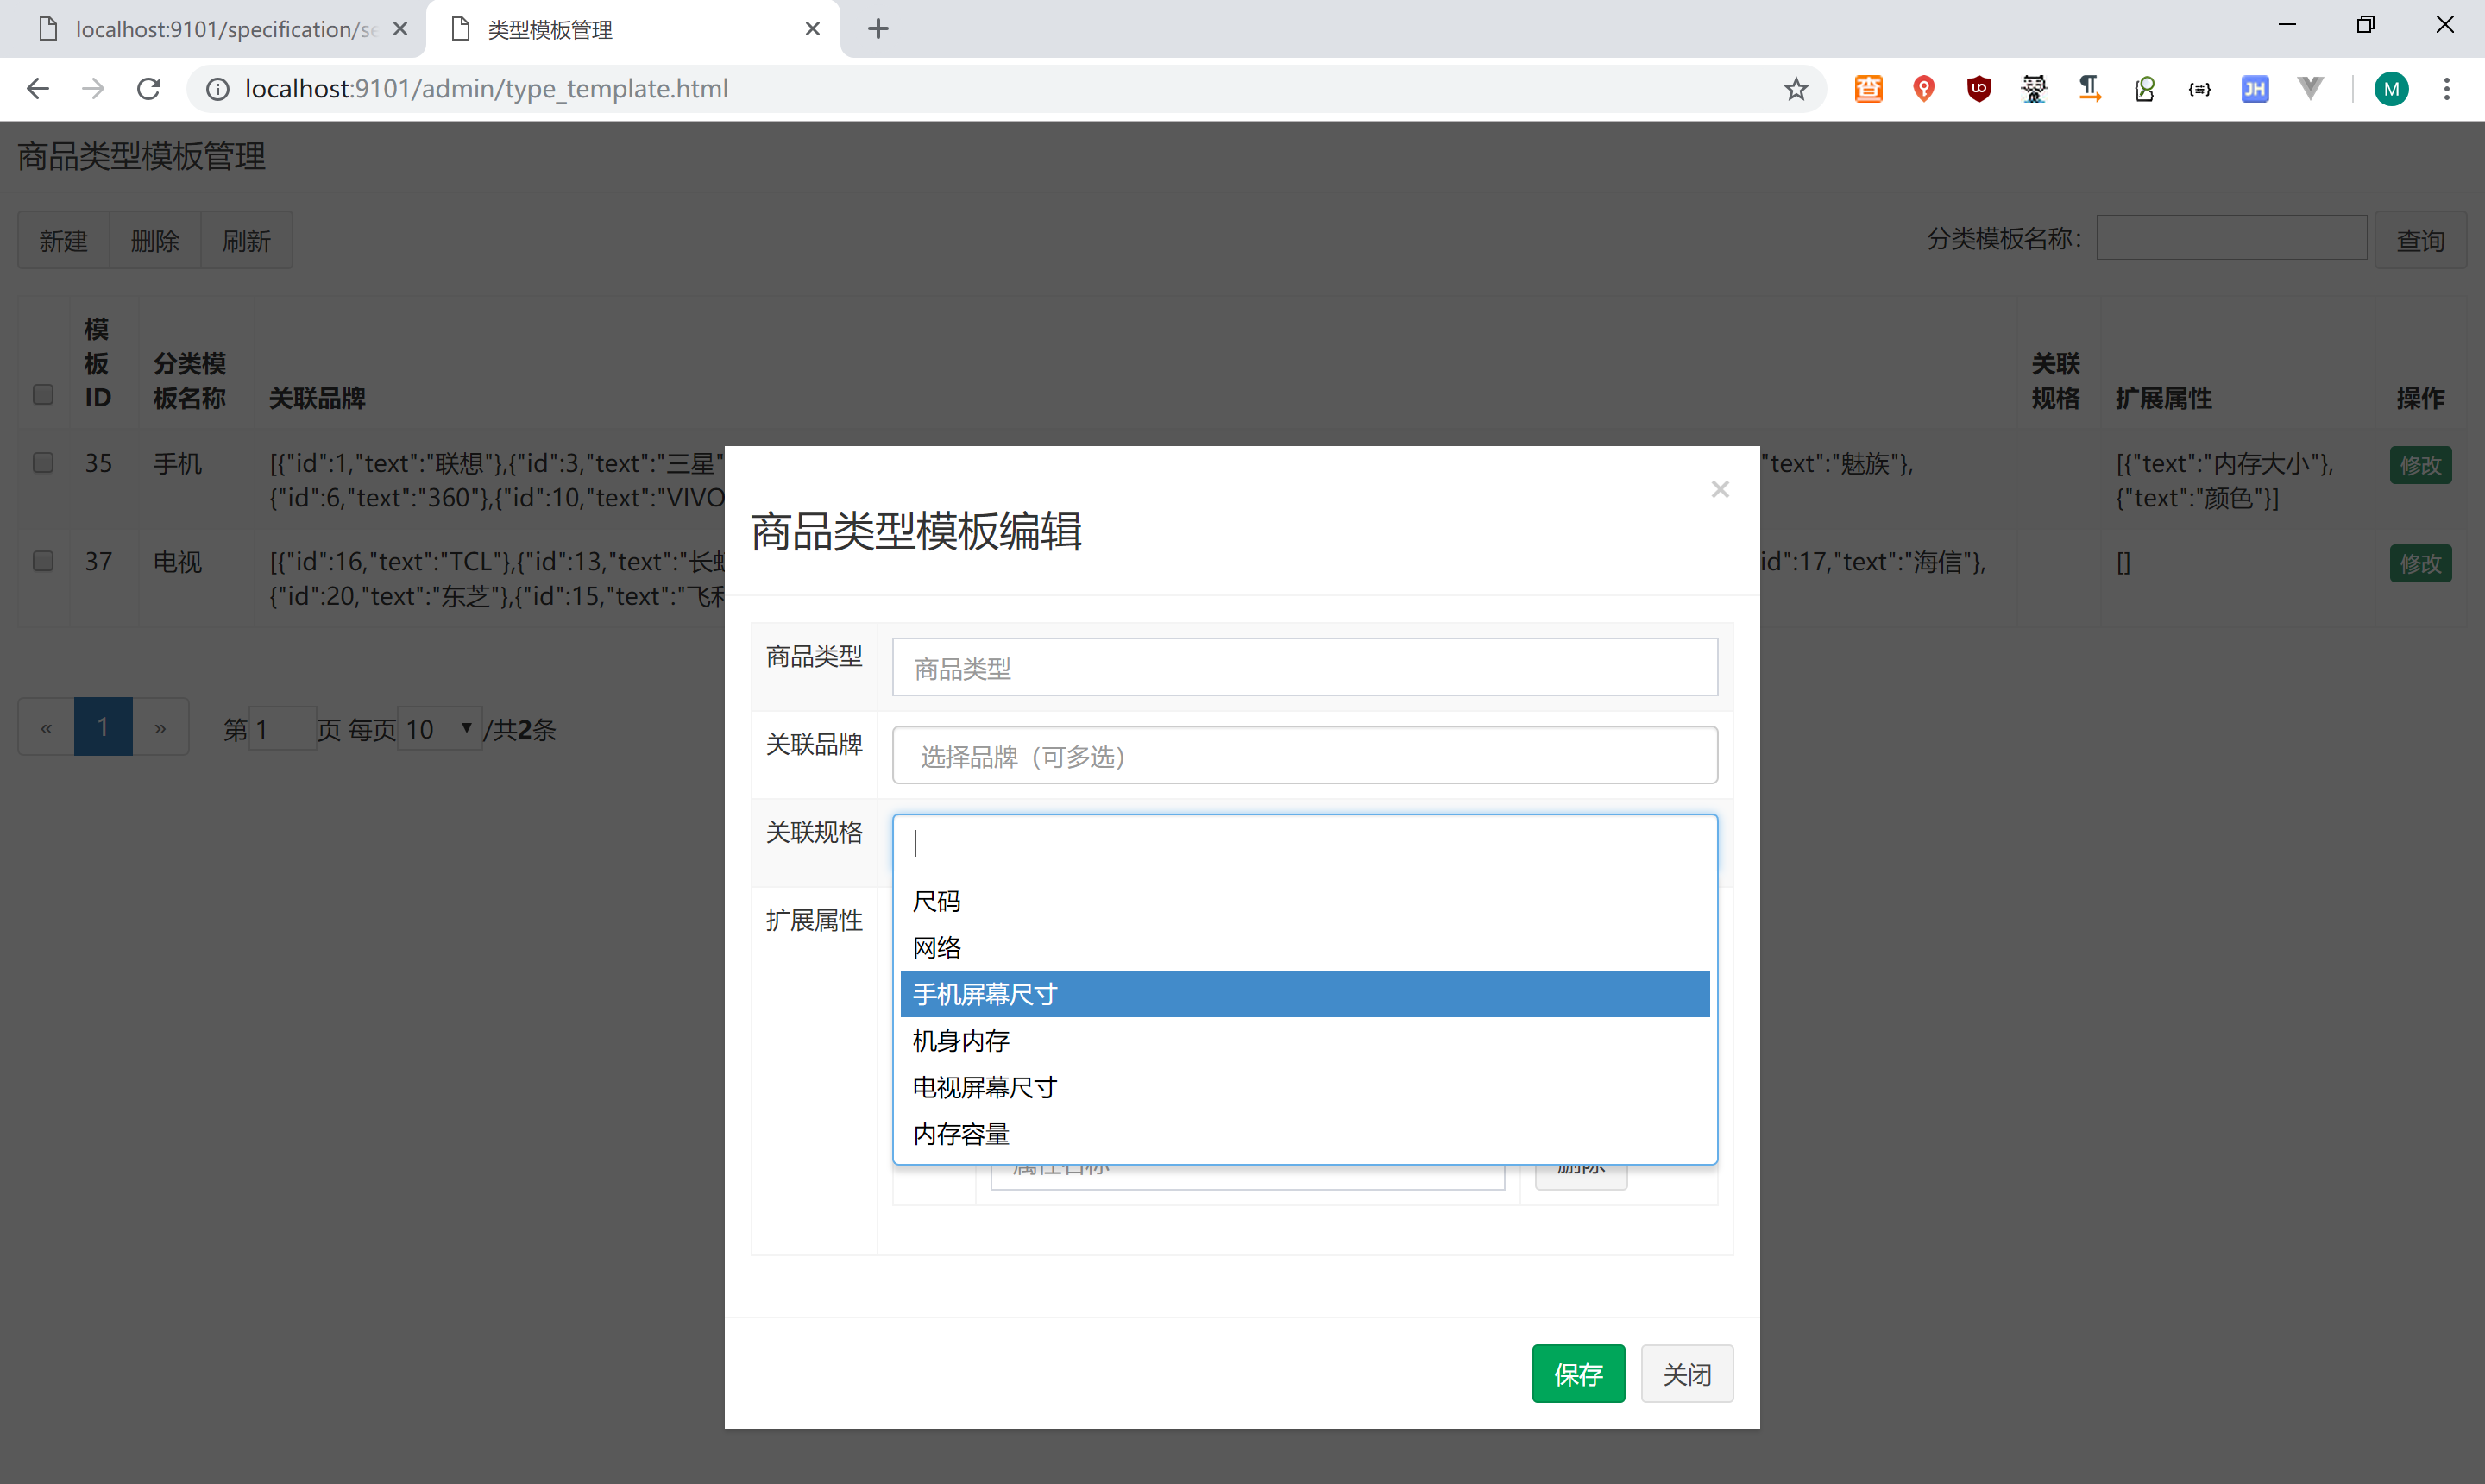 localhost:9101/specification/se
类型模板管理
localhost:9101/admin/type_template.html
M
商品类型模板管理
新建 删除 刷新
分类模板名称： 查询
模板ID 分类模板名称 关联品牌 关联规格 扩展属性 操作
35 手机 [{"id":1,"text":"联想"},{"id":3,"text":"三星" "text":"魅族"}, [{"text":"内存大小"}, 修改
{"id":6,"text":"360"},{"id":10,"text":"VIVO {"text":"颜色"}]
37 电视 [{"id":16,"text":"TCL"},{"id":13,"text":"长虹 id":17,"text":"海信"}, [] 修改
{"id":20,"text":"东芝"},{"id":15,"text":"飞利
« 1 » 第 1 页 每页 10 /共2条
×
商品类型模板编辑
商品类型 商品类型
关联品牌 选择品牌（可多选）
关联规格
尺码
网络
手机屏幕尺寸
机身内存
电视屏幕尺寸
内存容量
扩展属性
属性名称 删除
保存 关闭